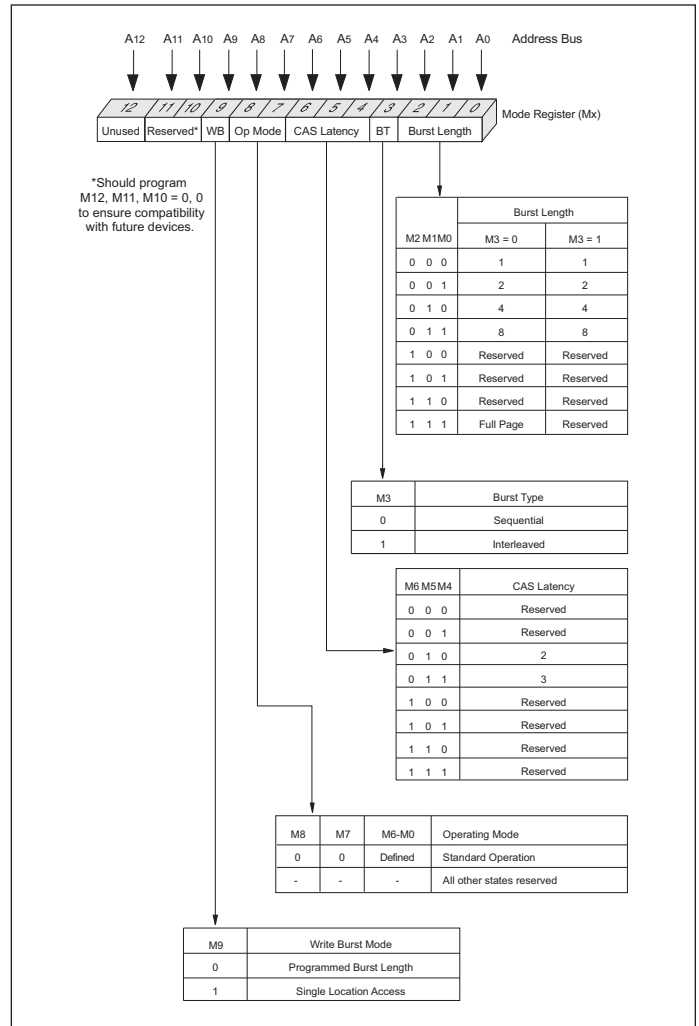 A12 A11 A10 A9 A8 A7 A6 A5 A4 A3 A2 A1 A0 Address Bus
12 11 10 9 8 7 6 5 4 3 2 1 0
Mode Register (Mx)
Unused Reserved* WB Op Mode CAS Latency BT Burst Length
*Should program
M12, M11, M10 = 0, 0
to ensure compatibility
with future devices.
Burst Length
M2 M1M0 M3 = 0 M3 = 1
0 0 0 1 1
0 0 1 2 2
0 1 0 4 4
0 1 1 8 8
1 0 0 Reserved Reserved
1 0 1 Reserved Reserved
1 1 0 Reserved Reserved
1 1 1 Full Page Reserved
M3 Burst Type
0 Sequential
1 Interleaved
M6 M5M4 CAS Latency
0 0 0 Reserved
0 0 1 Reserved
0 1 0 2
0 1 1 3
1 0 0 Reserved
1 0 1 Reserved
1 1 0 Reserved
1 1 1 Reserved
M8 M7 M6-M0 Operating Mode
0 0 Defined Standard Operation
- - - All other states reserved
M9 Write Burst Mode
0 Programmed Burst Length
1 Single Location Access